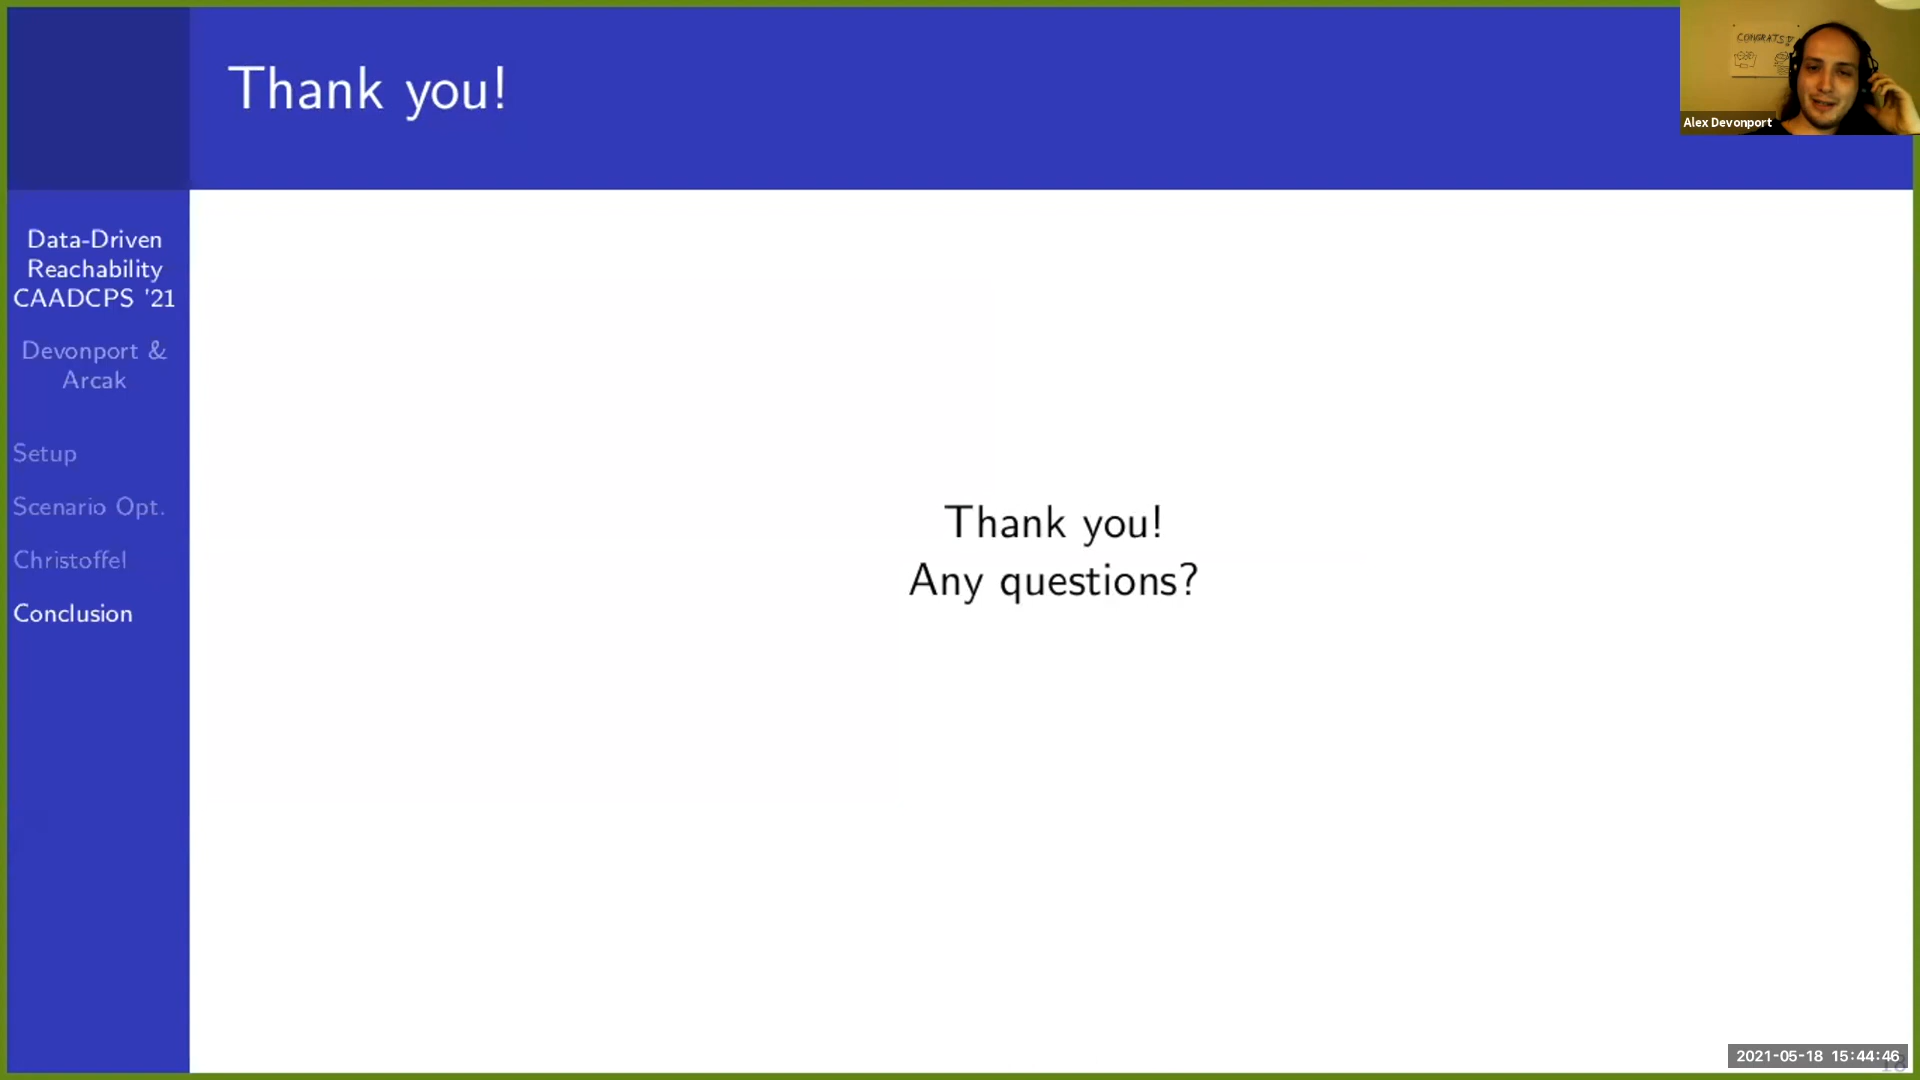 Thank you!
CONGRATS!
Alex Devonport
Data-Driven
Reachability
CAADCPS '21
Devonport &
Arcak
Setup
Scenario Opt.
Christoffel
Conclusion
Thank you!
Any questions?
2021-05-18 15:44:46